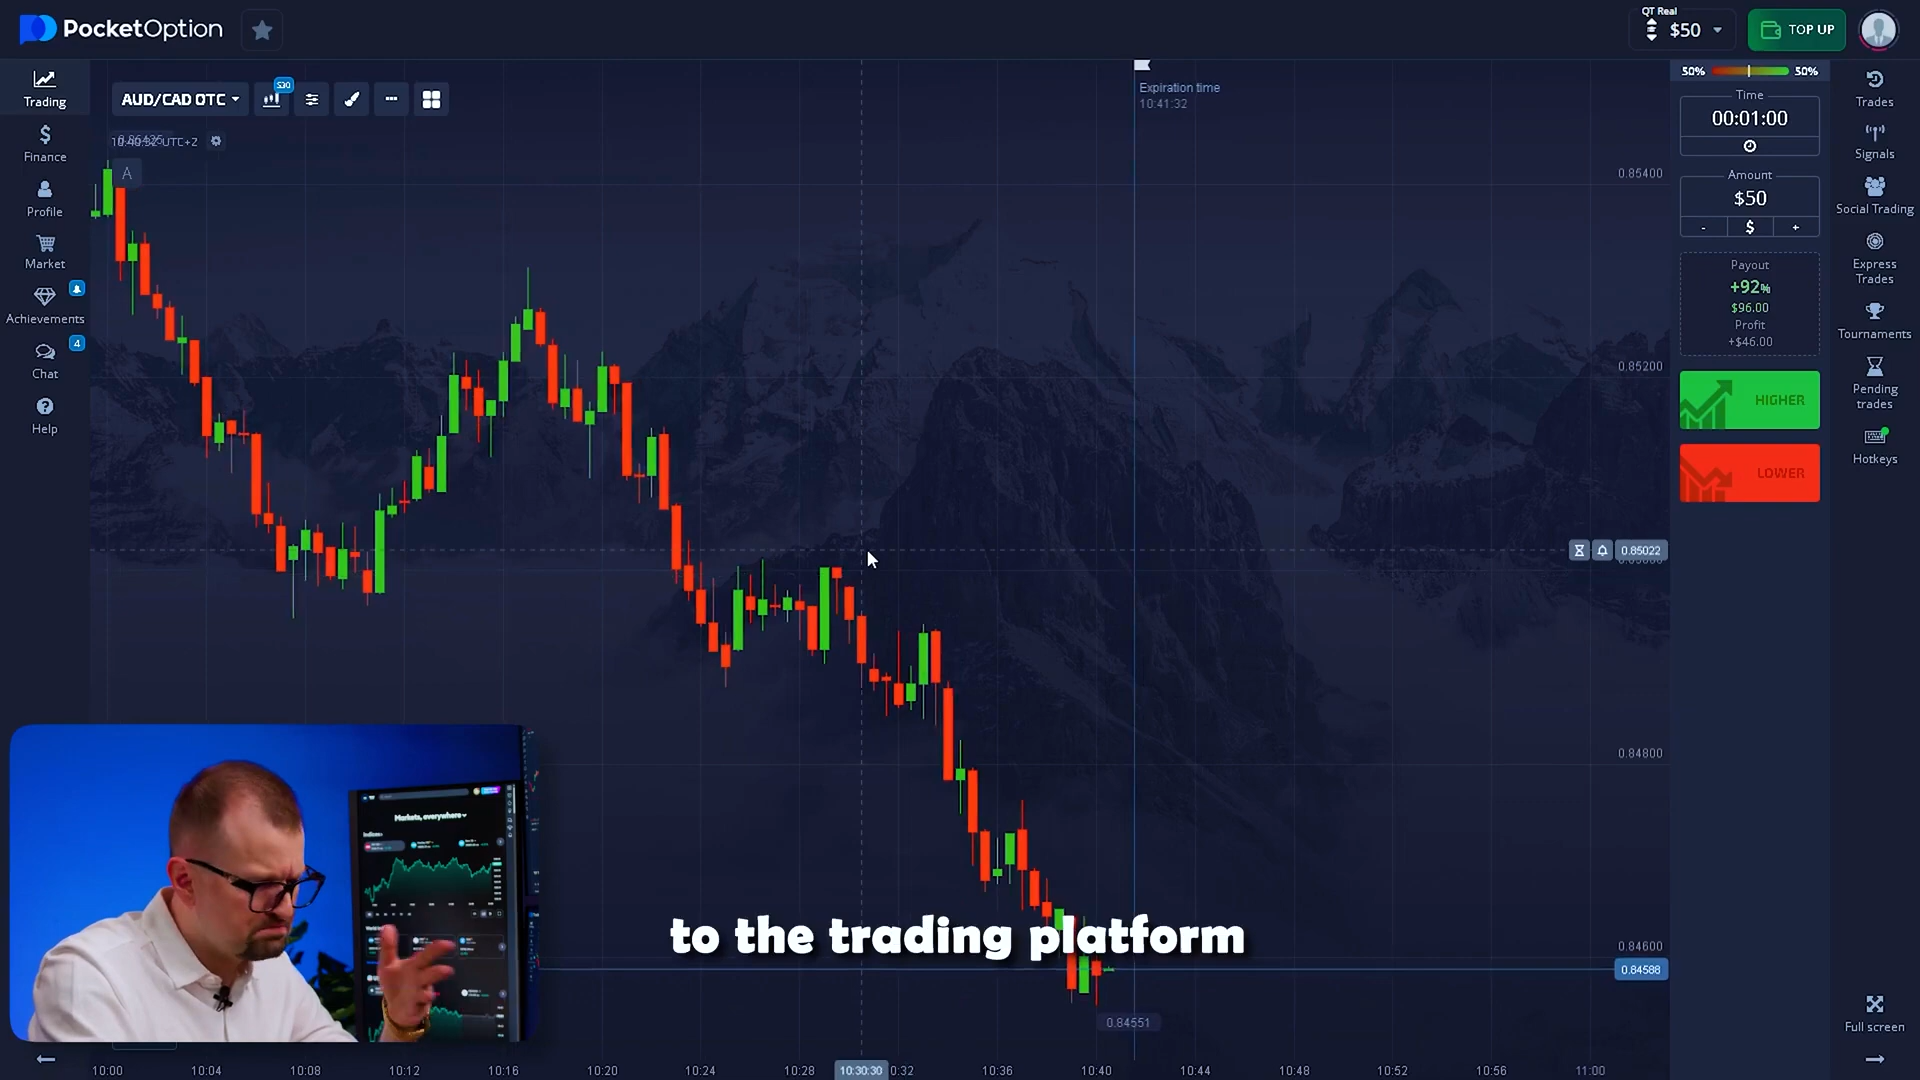 PocketOption
QT Real
$50
TOP UP
Trading
Finance
Profile
Market
Achievements
4
Chat
Help
AUD/CAD OTC
S30
UTC+2
A
Expiration time
10:41:32
0.85400
0.85200
0.85022
0.84800
0.84600
0.84588
0.84551
50%
50%
Time
00:01:00
Amount
$50
-
$
+
Payout
+92%
$96.00
Profit
+$46.00
HIGHER
LOWER
Trades
Signals
Social Trading
Express
Trades
Tournaments
Pending
trades
Hotkeys
Full screen
Markets, everywhere
Indices
to the trading platform
10:00
10:04
10:08
10:12
10:16
10:20
10:24
10:28
10:30:30
10:36
10:40
10:44
10:48
10:52
10:56
11:00